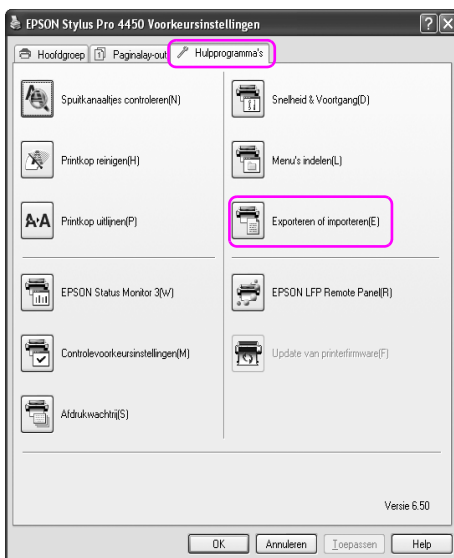 EPSON Stylus Pro 4450 Voorkeursinstellingen
Hoofdgroep Paginalay-out Hulpprogramma's
Spuitkanaaltjes controleren(N)
Snelheid & Voortgang(D)
Printkop reinigen(H)
Menu's indelen(L)
Printkop uitlijnen(P)
Exporteren of importeren(E)
EPSON Status Monitor 3(W)
EPSON LFP Remote Panel(R)
Controlevoorkeursinstellingen(M)
Update van printerfirmware(F)
Afdrukwachtrij(S)
Versie 6.50
OK Annuleren Toepassen Help